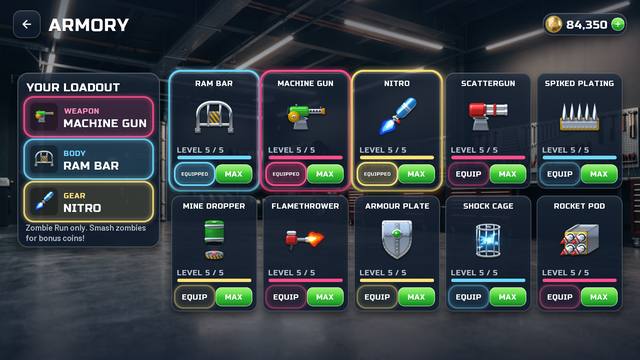 ARMORY
84,350
YOUR LOADOUT
WEAPON
MACHINE GUN
BODY
RAM BAR
GEAR
NITRO
Zombie Run only. Smash zombies
for bonus coins!
RAM BAR
LEVEL 5 / 5
EQUIPPED
MAX
MACHINE GUN
LEVEL 5 / 5
EQUIPPED
MAX
NITRO
LEVEL 5 / 5
EQUIPPED
MAX
SCATTERGUN
LEVEL 5 / 5
EQUIP
MAX
SPIKED PLATING
LEVEL 5 / 5
EQUIP
MAX
MINE DROPPER
LEVEL 5 / 5
EQUIP
MAX
FLAMETHROWER
LEVEL 5 / 5
EQUIP
MAX
ARMOUR PLATE
LEVEL 5 / 5
EQUIP
MAX
SHOCK CAGE
LEVEL 5 / 5
EQUIP
MAX
ROCKET POD
LEVEL 5 / 5
EQUIP
MAX